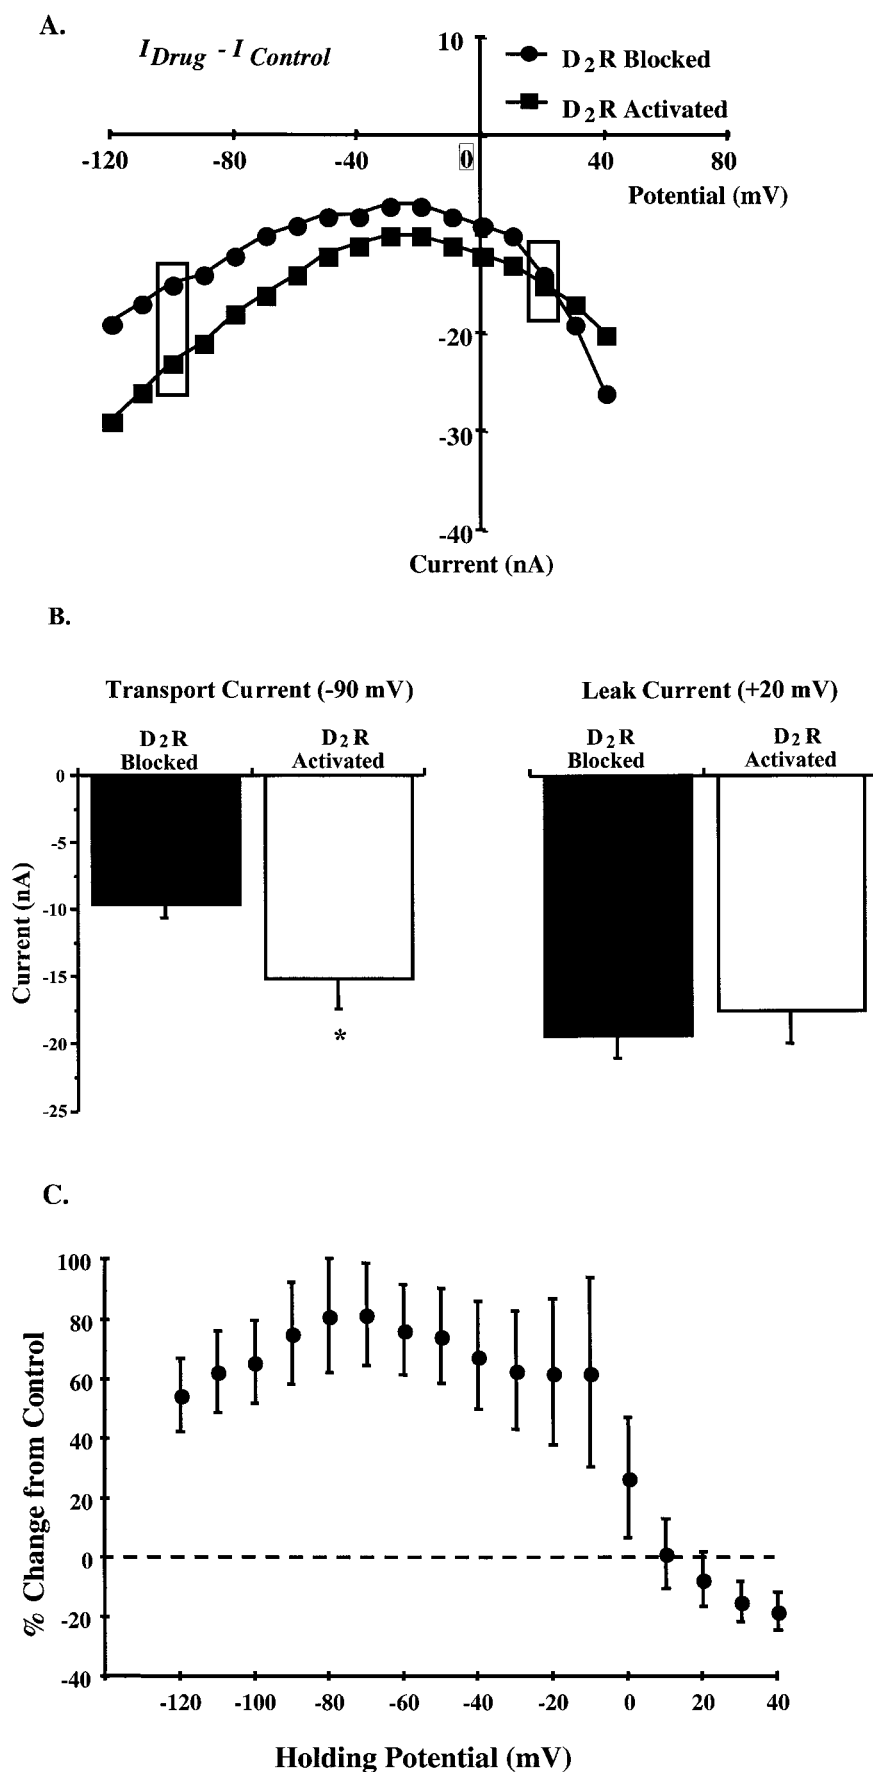 A.
I Drug - I Control
10
D2R Blocked
D2R Activated
-120 -80 -40 0 40 80
Potential (mV)
-20
-30
-40
Current (nA)
B.
Transport Current (-90 mV)
Leak Current (+20 mV)
D2R Blocked
D2R Activated
D2R Blocked
D2R Activated
0
-5
-10
-15
-20
-25
Current (nA)
*
C.
100
80
60
40
20
0
-20
-40
% Change from Control
-120 -100 -80 -60 -40 -20 0 20 40
Holding Potential (mV)